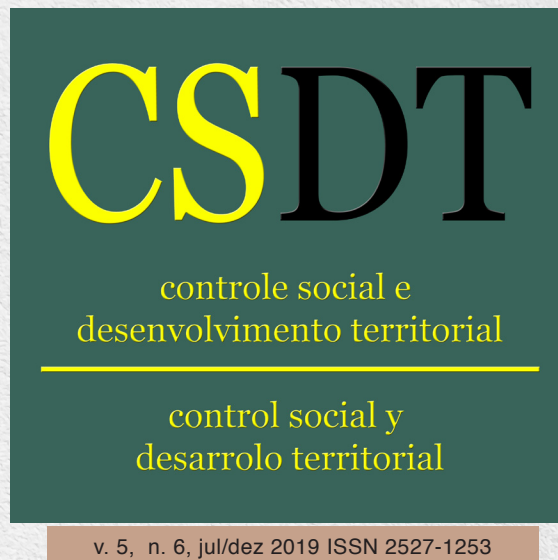 CSDT
controle social e
desenvolvimento territorial
control social y
desarrolo territorial
v. 5, n. 6, jul/dez 2019 ISSN 2527-1253